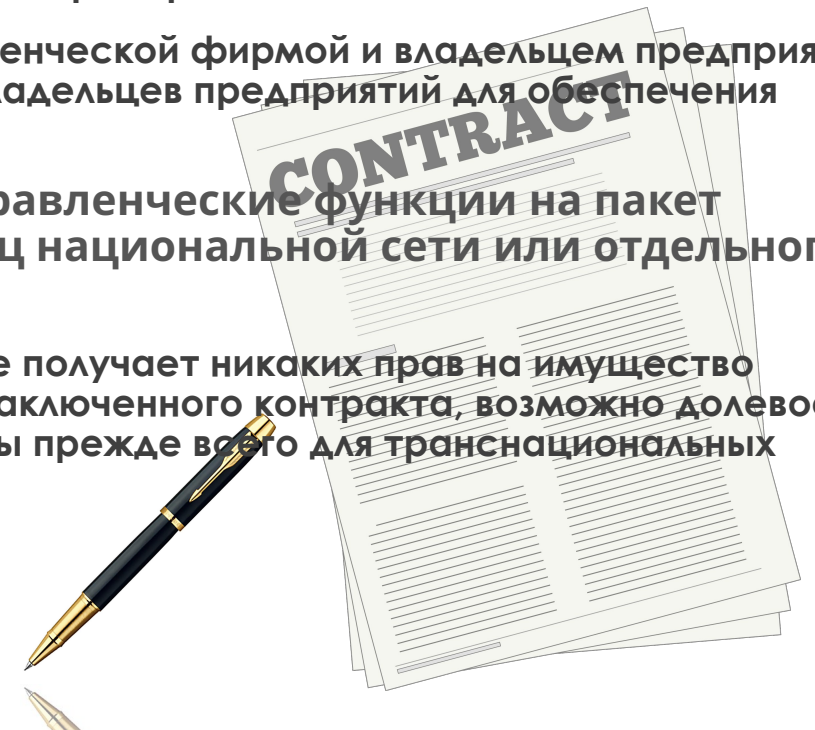 енческой фирмой и владельцем предприя
ладельцев предприятий для обеспечения
CONTRACT
равленческие функции на пакет
ц национальной сети или отдельног
е получает никаких прав на имущество
аключенного контракта, возможно долевое
ы прежде всего для транснациональных